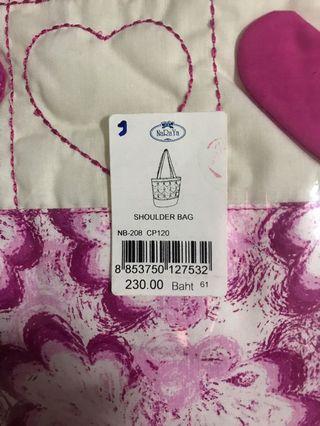 NaRaYa
SHOULDER BAG
NB-208 CP120
8 853750 127532
230.00 Baht 61